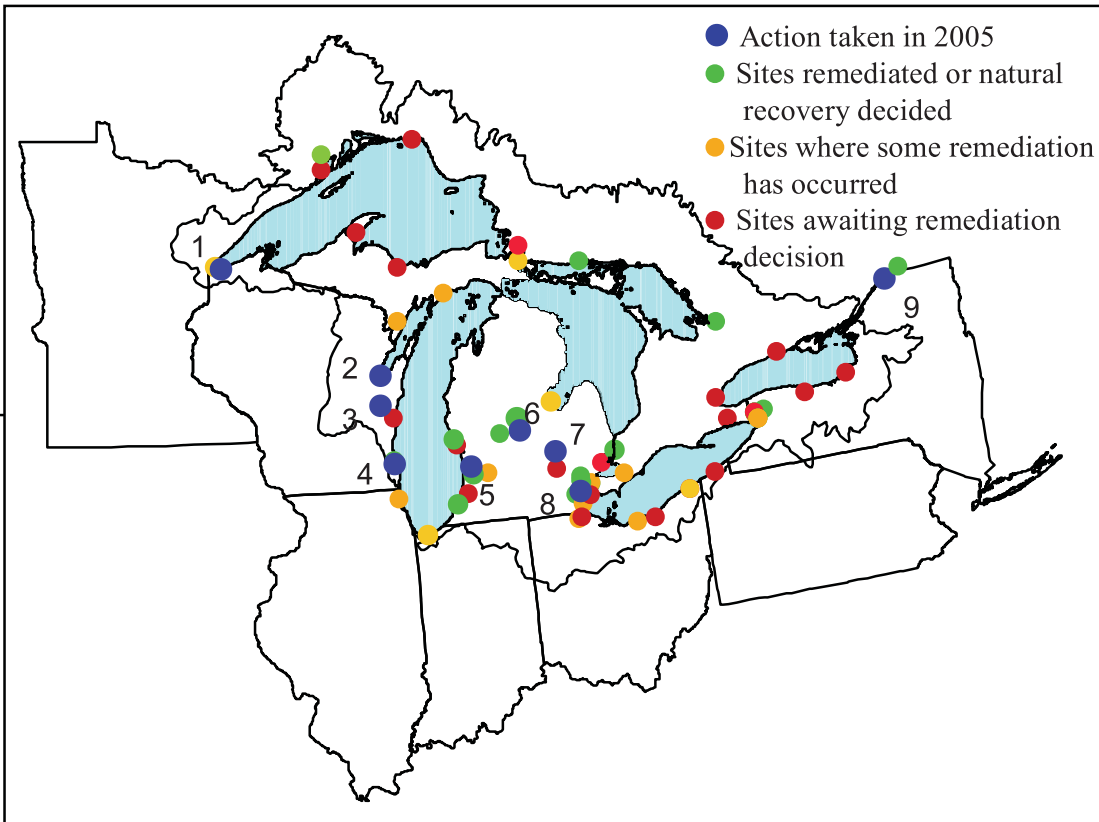 Action taken in 2005
Sites remediated or natural
recovery decided
Sites where some remediation
has occurred
Sites awaiting remediation
decision
1
9
2
3
6
7
4
5
8